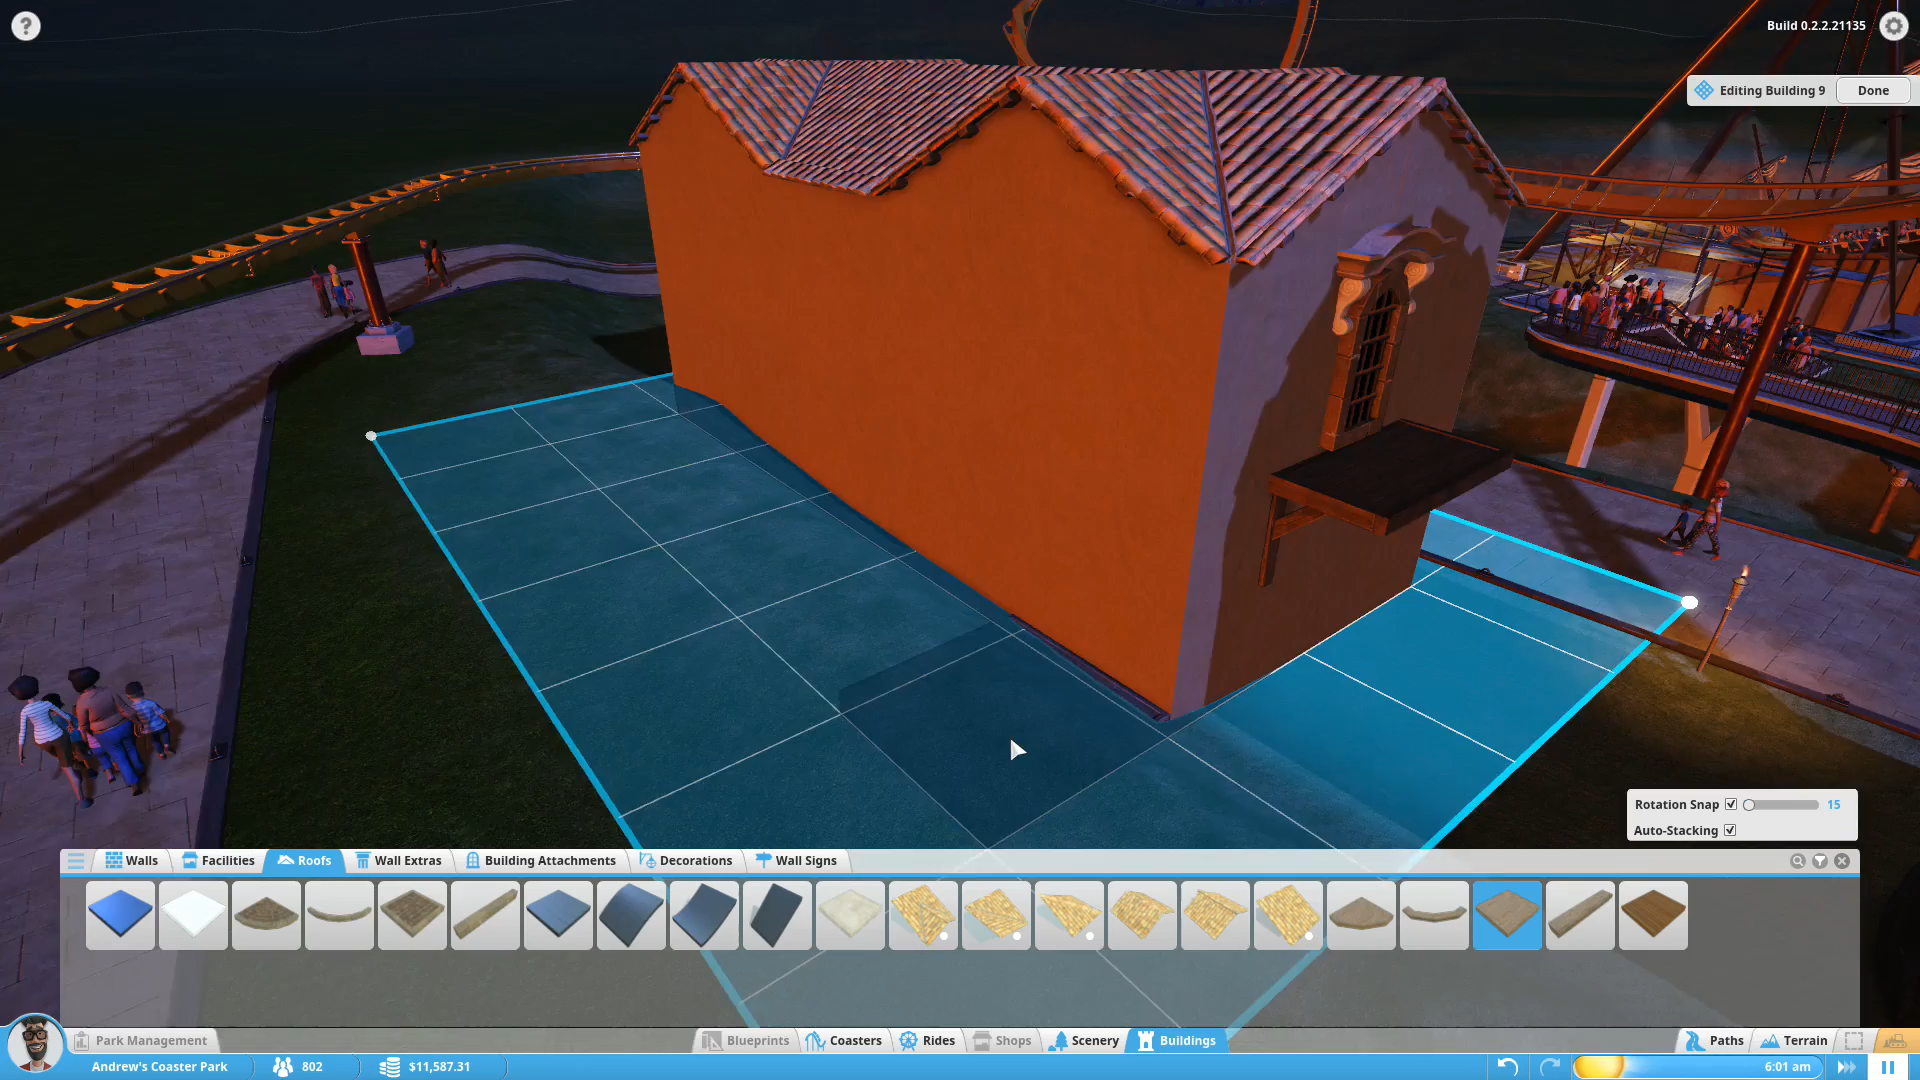 ?
Build 0.2.2.21135
Editing Building 9 Done
Rotation Snap 15
Auto-Stacking
Walls Facilities Roofs Wall Extras Building Attachments Decorations Wall Signs
Park Management Blueprints Coasters Rides Shops Scenery Buildings Paths Terrain
Andrew's Coaster Park 802 $11,587.31 6:01 am